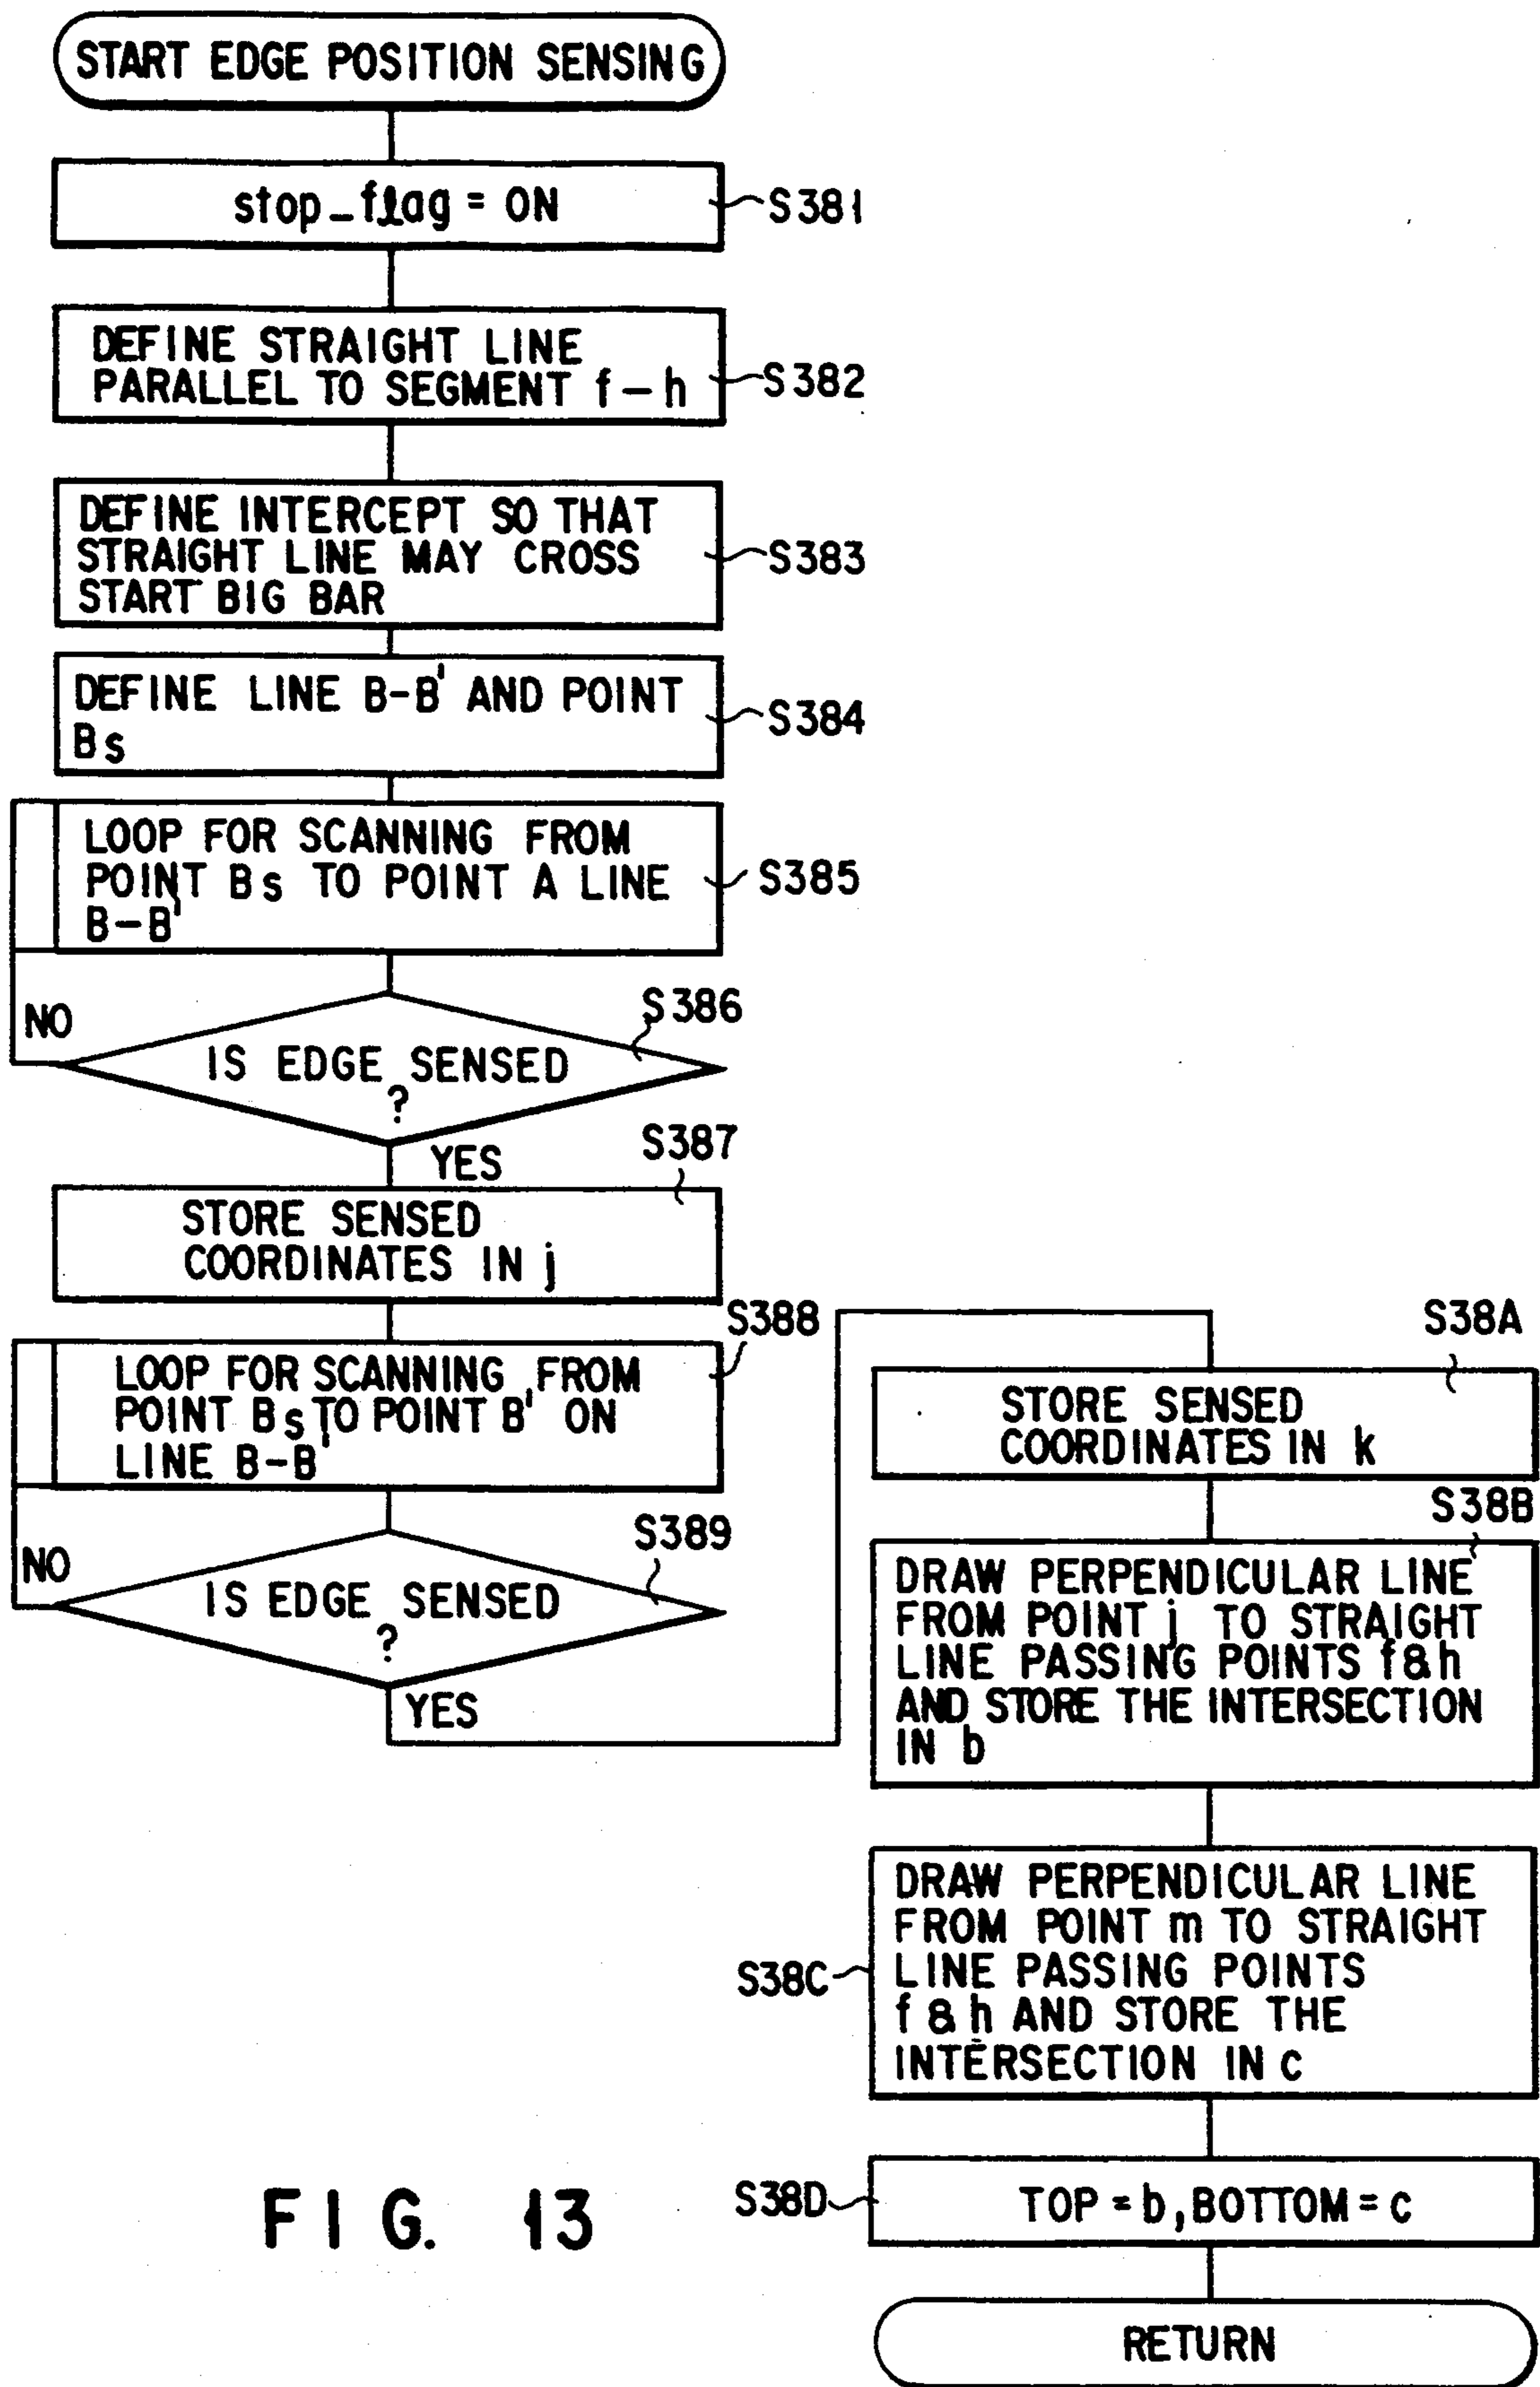 START EDGE POSITION SENSING
stop_flag = ON
S381
DEFINE STRAIGHT LINE
PARALLEL TO SEGMENT f-h
S382
DEFINE INTERCEPT SO THAT
STRAIGHT LINE MAY CROSS
START BIG BAR
S383
DEFINE LINE B-B' AND POINT
Bs
S384
LOOP FOR SCANNING FROM
POINT Bs TO POINT A LINE
B-B'
S385
NO
S386
IS EDGE SENSED
?
YES
S387
STORE SENSED
COORDINATES IN j
S388
LOOP FOR SCANNING FROM
POINT Bs TO POINT B' ON
LINE B-B'
NO
S389
IS EDGE SENSED
?
YES
S38A
STORE SENSED
COORDINATES IN k
S38B
DRAW PERPENDICULAR LINE
FROM POINT j TO STRAIGHT
LINE PASSING POINTS f&h
AND STORE THE INTERSECTION
IN b
S38C
DRAW PERPENDICULAR LINE
FROM POINT m TO STRAIGHT
LINE PASSING POINTS
f & h AND STORE THE
INTERSECTION IN c
S38D
TOP = b, BOTTOM = c
RETURN
FIG. 13